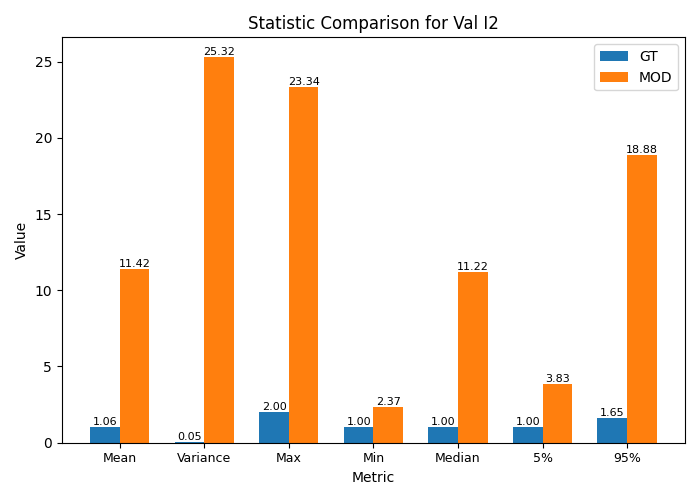 Statistic Comparison for Val I2
GT
MOD
Value
25
20
15
10
5
0
1.06
11.42
0.05
25.32
2.00
23.34
1.00
2.37
1.00
11.22
1.00
3.83
1.65
18.88
Mean
Variance
Max
Min
Median
5%
95%
Metric